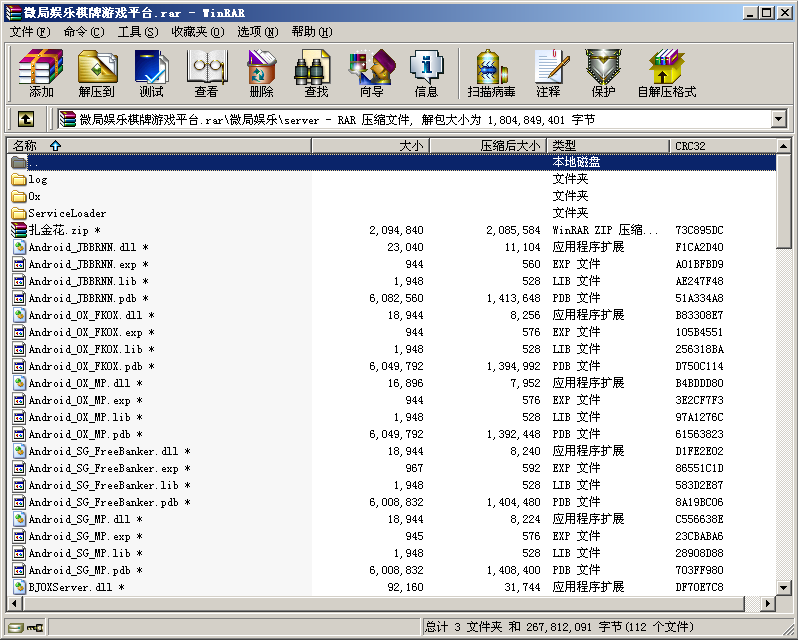 微局娱乐棋牌游戏平台.rar - WinRAR
文件(F) 命令(C) 工具(S) 收藏夹(O) 选项(N) 帮助(H)
添加 解压到 测试 查看 删除 查找 向导 信息 扫描病毒 注释 保护 自解压格式
微局娱乐棋牌游戏平台.rar\微局娱乐\server - RAR 压缩文件, 解包大小为 1,804,849,401 字节
名称 大小 压缩后大小 类型 CRC32
.. 本地磁盘
log 文件夹
Ox 文件夹
ServiceLoader 文件夹
扎金花.zip * 2,094,840 2,085,584 WinRAR ZIP 压缩... 73C895DC
Android_JBBRNN.dll * 23,040 11,104 应用程序扩展 F1CA2D40
Android_JBBRNN.exp * 944 560 EXP 文件 A01BFBD9
Android_JBBRNN.lib * 1,948 528 LIB 文件 AE247F48
Android_JBBRNN.pdb * 6,082,560 1,413,648 PDB 文件 51A334A8
Android_OX_FKOX.dll * 18,944 8,256 应用程序扩展 B83308E7
Android_OX_FKOX.exp * 944 576 EXP 文件 105B4551
Android_OX_FKOX.lib * 1,948 528 LIB 文件 256318BA
Android_OX_FKOX.pdb * 6,049,792 1,394,992 PDB 文件 D750C114
Android_OX_MP.dll * 16,896 7,952 应用程序扩展 B4BDDD80
Android_OX_MP.exp * 944 576 EXP 文件 3E2CF7F3
Android_OX_MP.lib * 1,948 528 LIB 文件 97A1276C
Android_OX_MP.pdb * 6,049,792 1,392,448 PDB 文件 61563823
Android_SG_FreeBanker.dll * 18,944 8,240 应用程序扩展 D1FE2E02
Android_SG_FreeBanker.exp * 967 592 EXP 文件 86551C1D
Android_SG_FreeBanker.lib * 1,948 528 LIB 文件 583D2E87
Android_SG_FreeBanker.pdb * 6,008,832 1,404,480 PDB 文件 8A19BC06
Android_SG_MP.dll * 18,944 8,224 应用程序扩展 C556638E
Android_SG_MP.exp * 945 576 EXP 文件 23CBABA6
Android_SG_MP.lib * 1,948 528 LIB 文件 28908D88
Android_SG_MP.pdb * 6,008,832 1,408,400 PDB 文件 703FF980
BJOXServer.dll * 92,160 31,744 应用程序扩展 DF70E7C8
总计 3 文件夹 和 267,812,091 字节(112 个文件)